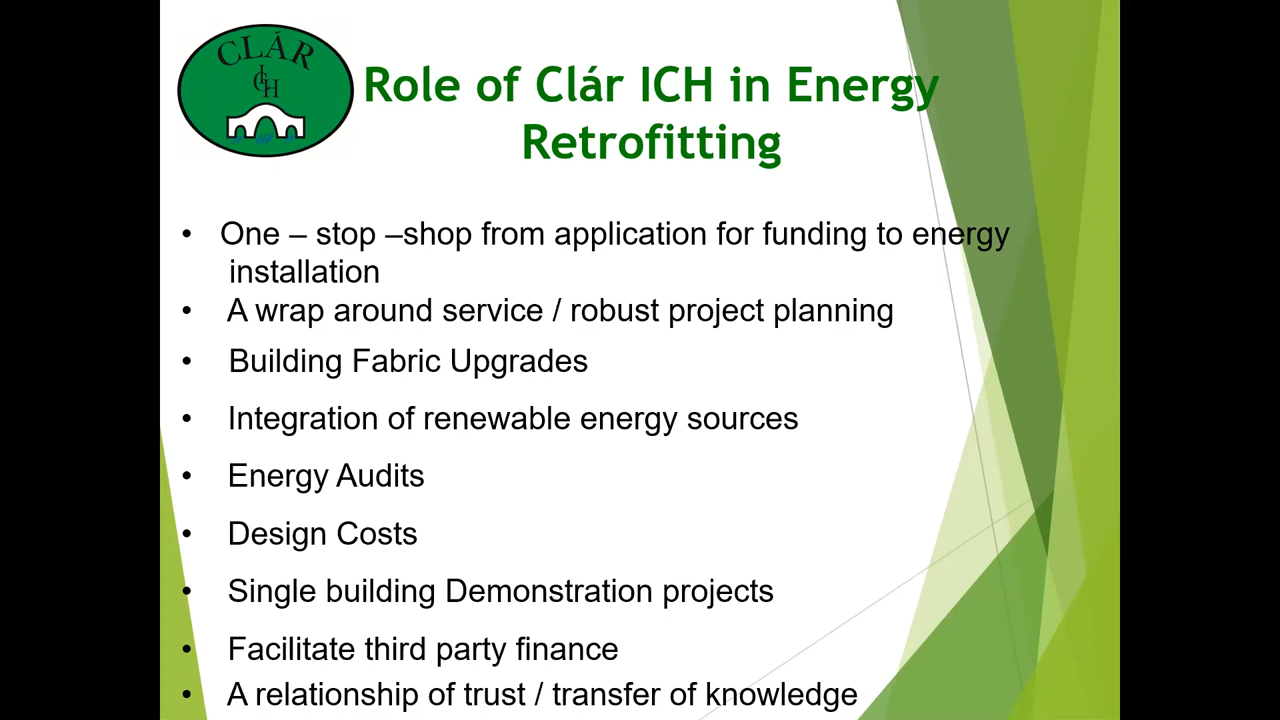 CLÁR
ICH
Role of Clár ICH in Energy
Retrofitting
• One – stop –shop from application for funding to energy
installation
• A wrap around service / robust project planning
• Building Fabric Upgrades
• Integration of renewable energy sources
• Energy Audits
• Design Costs
• Single building Demonstration projects
• Facilitate third party finance
• A relationship of trust / transfer of knowledge